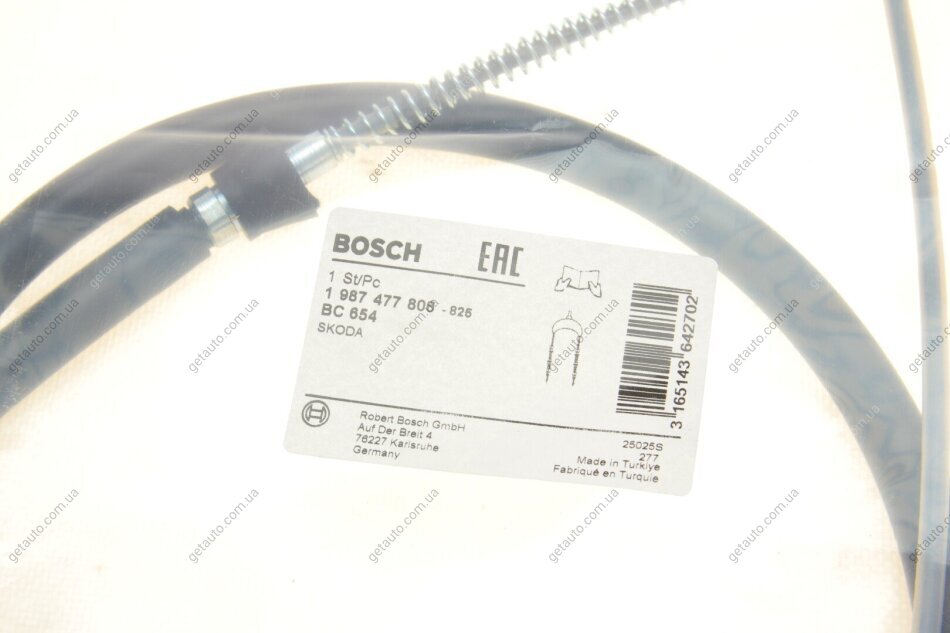 BOSCH EAC
1 St/Pc
1 987 477 808 - 825
BC 654
SKODA
Robert Bosch GmbH
Auf Der Breit 4
76227 Karlsruhe
Germany
25025S
277
Made in Türkiye
Fabriqué en Turquie
3 165143 642702
getauto.com.ua